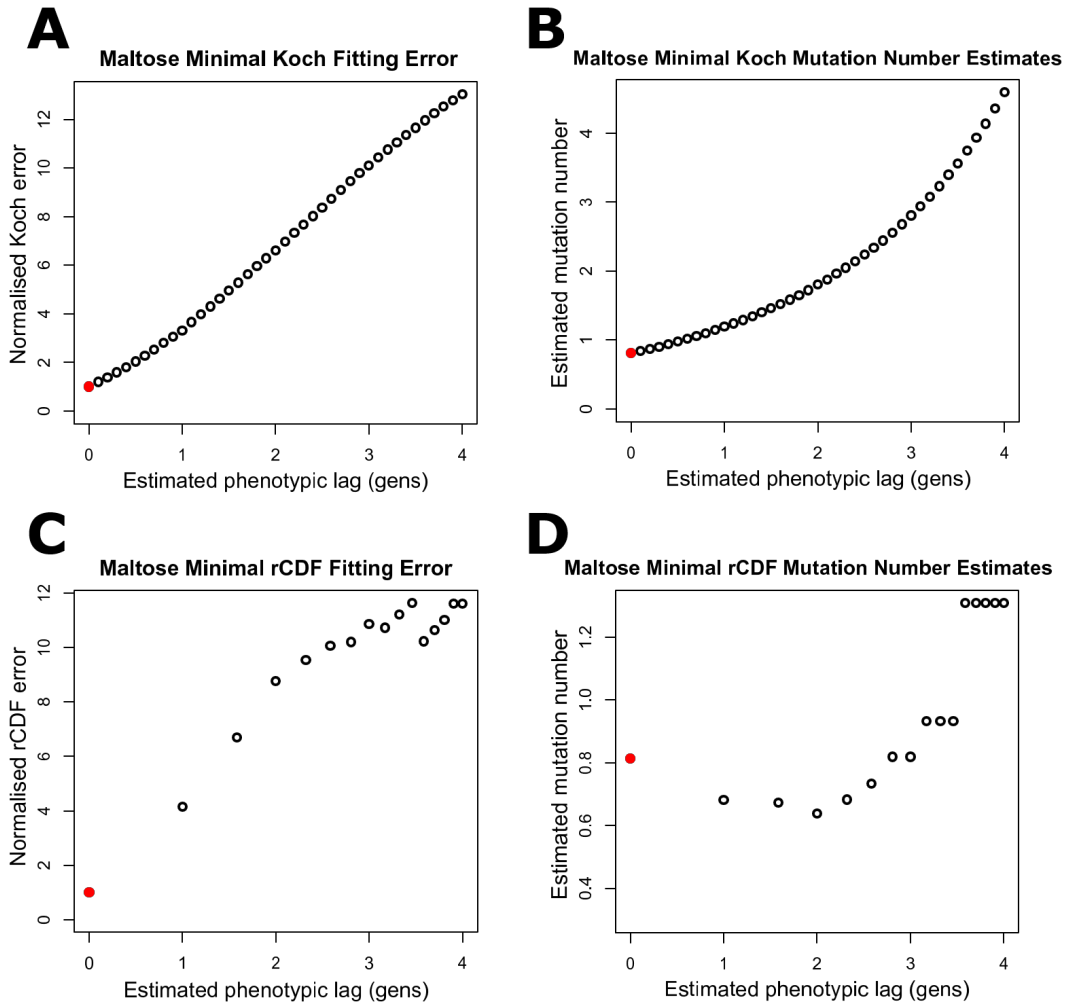 A
Maltose Minimal Koch Fitting Error
Normalised Koch error
12
10
8
6
4
2
0
0 1 2 3 4
Estimated phenotypic lag (gens)
B
Maltose Minimal Koch Mutation Number Estimates
Estimated mutation number
4
3
2
1
0
0 1 2 3 4
Estimated phenotypic lag (gens)
C
Maltose Minimal rCDF Fitting Error
Normalised rCDF error
12
10
8
6
4
2
0
0 1 2 3 4
Estimated phenotypic lag (gens)
D
Maltose Minimal rCDF Mutation Number Estimates
Estimated mutation number
1.2
1.0
0.8
0.6
0.4
0 1 2 3 4
Estimated phenotypic lag (gens)